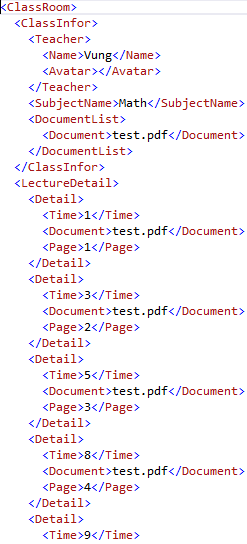 <ClassRoom>
<ClassInfor>
<Teacher>
<Name>Vung</Name>
<Avatar></Avatar>
</Teacher>
<SubjectName>Math</SubjectName>
<DocumentList>
<Document>test.pdf</Document>
</DocumentList>
</ClassInfor>
<LectureDetail>
<Detail>
<Time>1</Time>
<Document>test.pdf</Document>
<Page>1</Page>
</Detail>
<Detail>
<Time>3</Time>
<Document>test.pdf</Document>
<Page>2</Page>
</Detail>
<Detail>
<Time>5</Time>
<Document>test.pdf</Document>
<Page>3</Page>
</Detail>
<Detail>
<Time>8</Time>
<Document>test.pdf</Document>
<Page>4</Page>
</Detail>
<Detail>
<Time>9</Time>